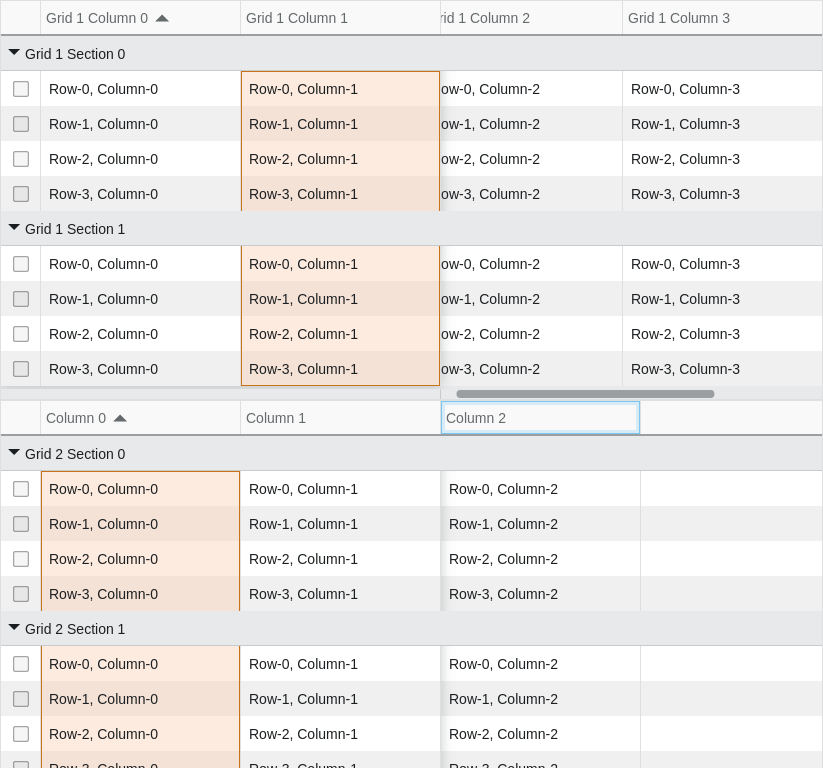 Grid 1 Column 0 Grid 1 Column 1 rid 1 Column 2 Grid 1 Column 3
Grid 1 Section 0
Row-0, Column-0 Row-0, Column-1 ow-0, Column-2 Row-0, Column-3
Row-1, Column-0 Row-1, Column-1 ow-1, Column-2 Row-1, Column-3
Row-2, Column-0 Row-2, Column-1 ow-2, Column-2 Row-2, Column-3
Row-3, Column-0 Row-3, Column-1 ow-3, Column-2 Row-3, Column-3
Grid 1 Section 1
Row-0, Column-0 Row-0, Column-1 ow-0, Column-2 Row-0, Column-3
Row-1, Column-0 Row-1, Column-1 ow-1, Column-2 Row-1, Column-3
Row-2, Column-0 Row-2, Column-1 ow-2, Column-2 Row-2, Column-3
Row-3, Column-0 Row-3, Column-1 ow-3, Column-2 Row-3, Column-3
Column 0 Column 1 Column 2
Grid 2 Section 0
Row-0, Column-0 Row-0, Column-1 Row-0, Column-2
Row-1, Column-0 Row-1, Column-1 Row-1, Column-2
Row-2, Column-0 Row-2, Column-1 Row-2, Column-2
Row-3, Column-0 Row-3, Column-1 Row-3, Column-2
Grid 2 Section 1
Row-0, Column-0 Row-0, Column-1 Row-0, Column-2
Row-1, Column-0 Row-1, Column-1 Row-1, Column-2
Row-2, Column-0 Row-2, Column-1 Row-2, Column-2
Row-3, Column-0 Row-3, Column-1 Row-3, Column-2